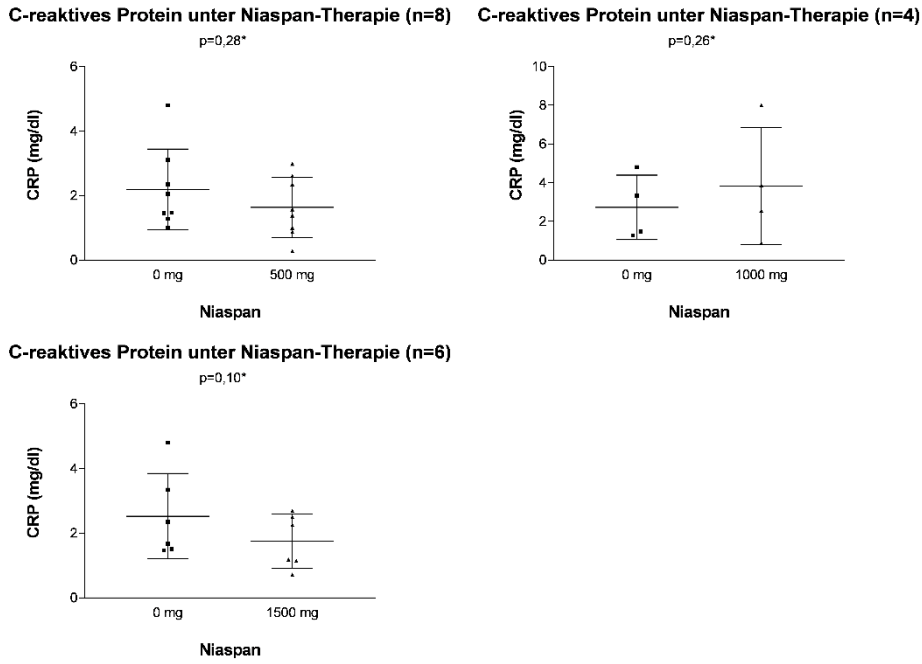 C-reaktives Protein unter Niaspan-Therapie (n=8)
p=0,28*
6
4
2
0
CRP (mg/dl)
0 mg
500 mg
Niaspan
C-reaktives Protein unter Niaspan-Therapie (n=4)
p=0,26*
10
8
6
4
2
0
CRP (mg/dl)
0 mg
1000 mg
Niaspan
C-reaktives Protein unter Niaspan-Therapie (n=6)
p=0,10*
6
4
2
0
CRP (mg/dl)
0 mg
1500 mg
Niaspan